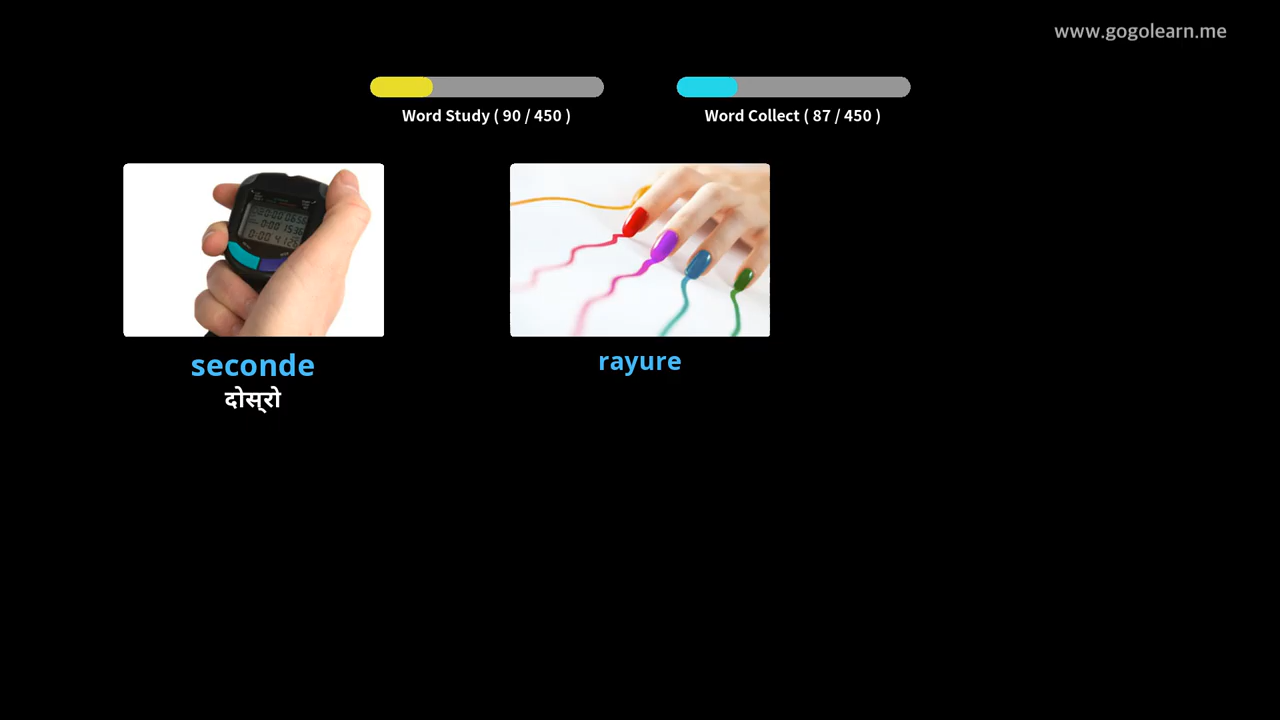 www.gogolearn.me
Word Study ( 90 / 450 )
Word Collect ( 87 / 450 )
seconde
दोस्रो
rayure